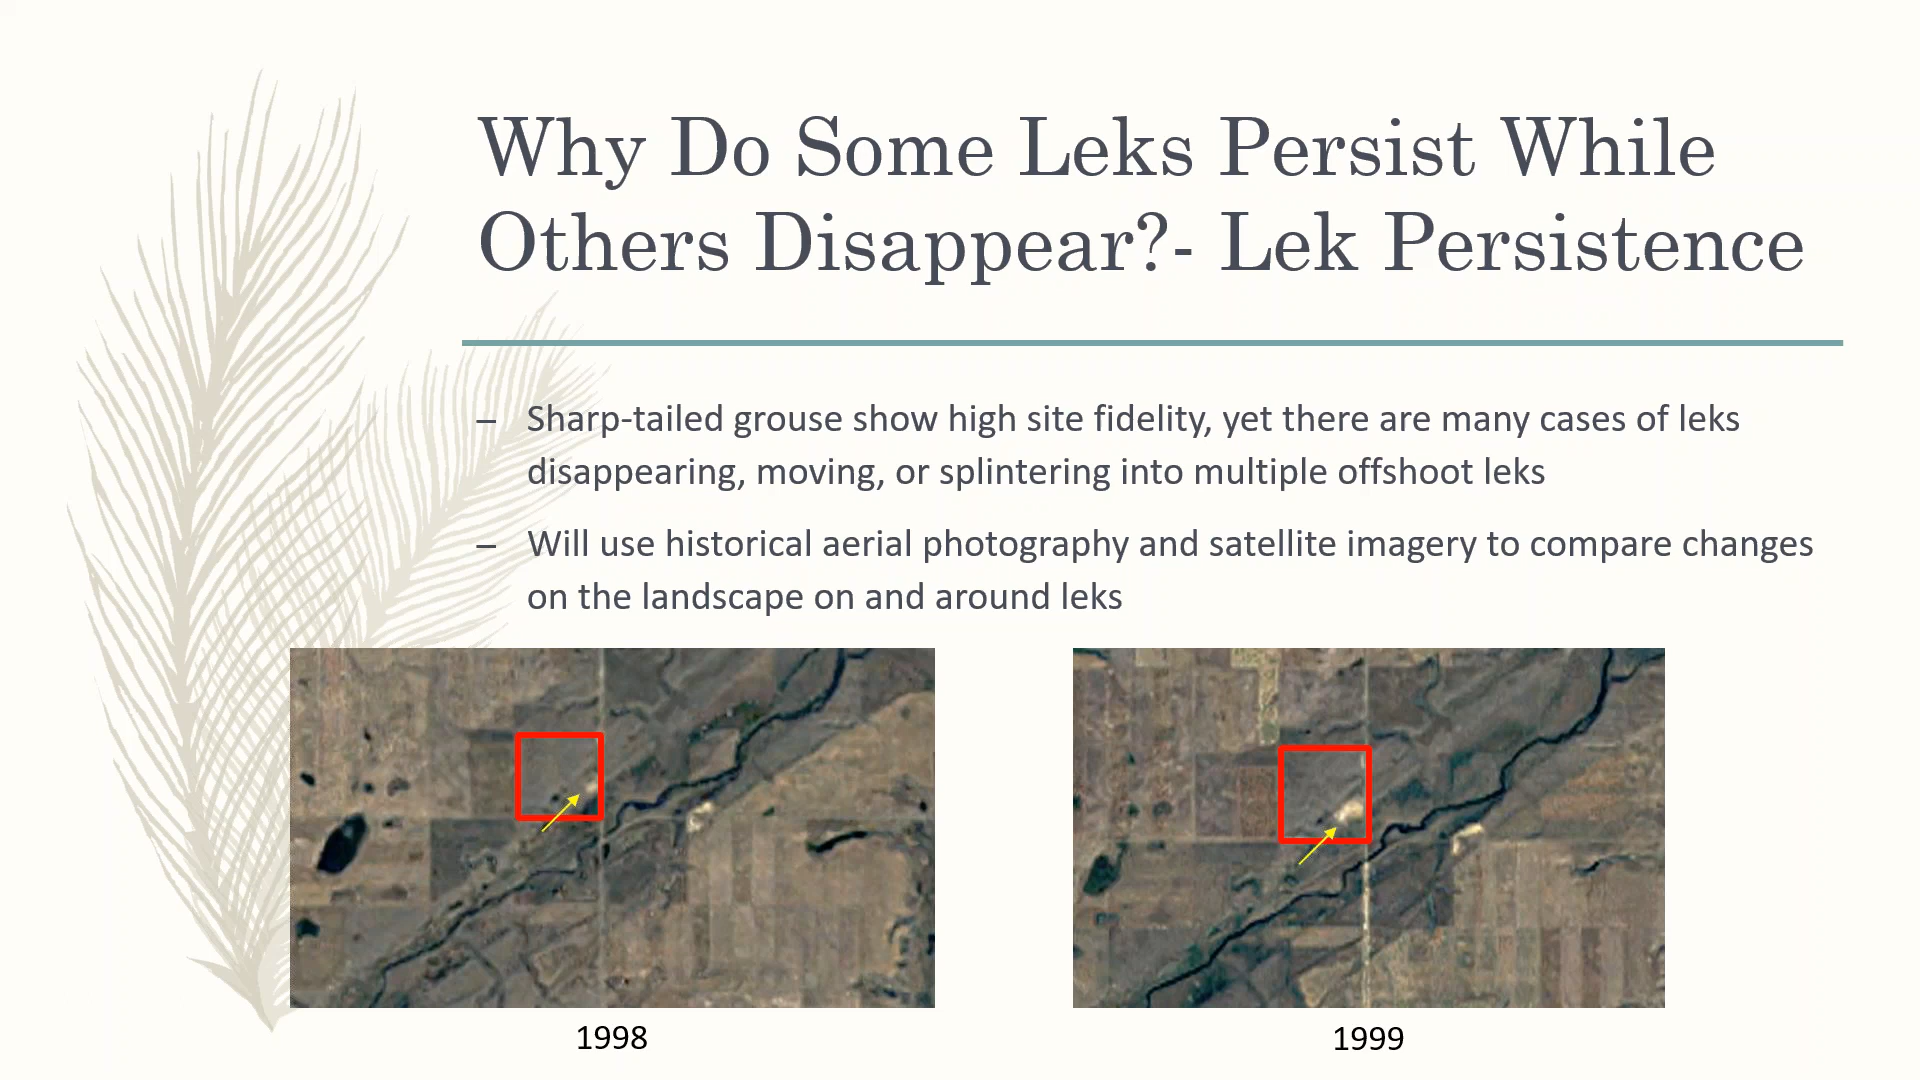 Why Do Some Leks Persist While
Others Disappear?- Lek Persistence
– Sharp-tailed grouse show high site fidelity, yet there are many cases of leks
disappearing, moving, or splintering into multiple offshoot leks
– Will use historical aerial photography and satellite imagery to compare changes
on the landscape on and around leks
1998
1999